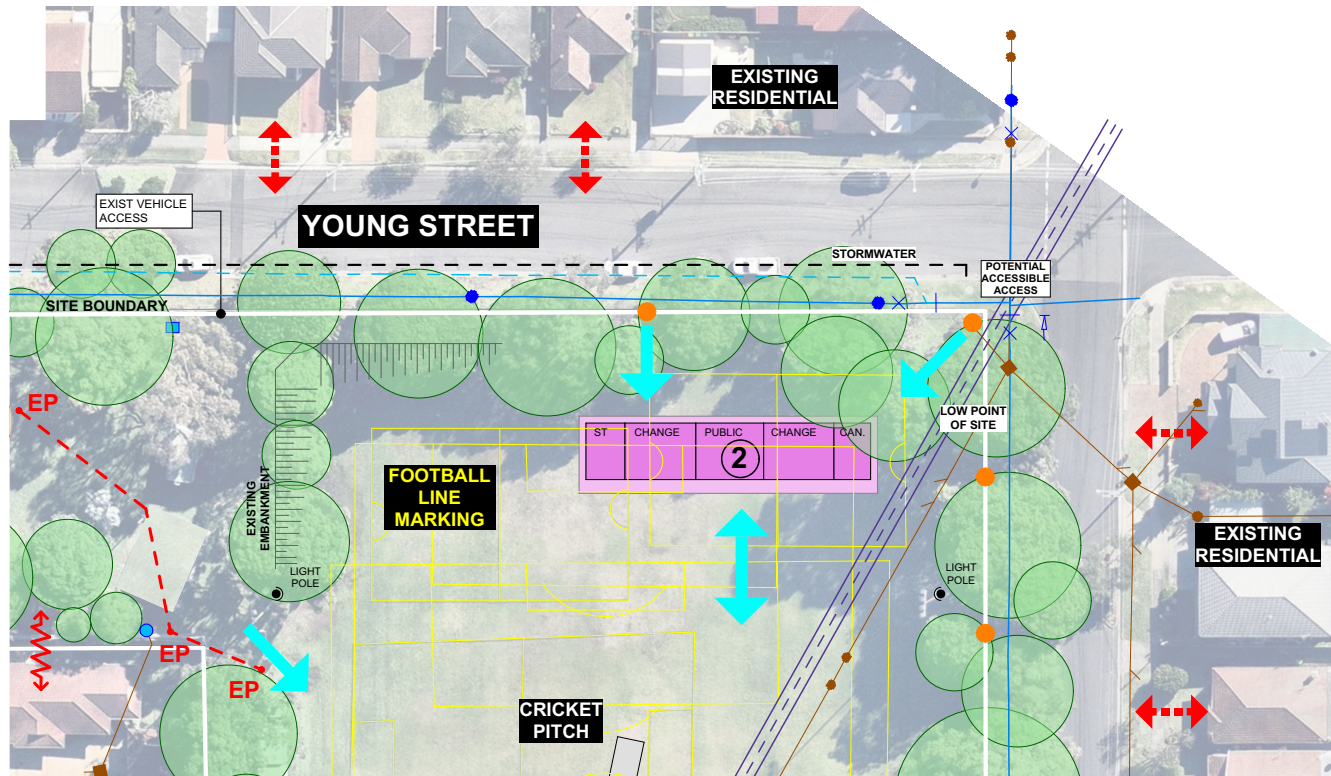 EXISTING
RESIDENTIAL
EXIST VEHICLE
ACCESS
YOUNG STREET
STORMWATER
POTENTIAL
ACCESSIBLE
ACCESS
SITE BOUNDARY
EP
LOW POINT
OF SITE
ST
CHANGE
PUBLIC
CHANGE
CAN.
2
FOOTBALL
LINE
MARKING
EXISTING
EMBANKMENT
EXISTING
RESIDENTIAL
LIGHT
POLE
LIGHT
POLE
EP
EP
CRICKET
PITCH